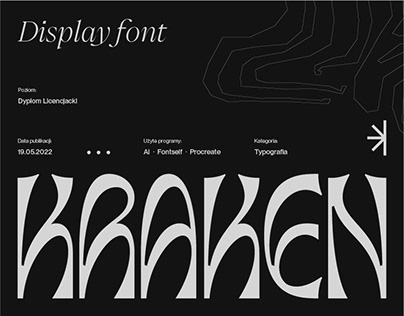 Display font
Poziom:
Dyplom Licencjacki
Data publikacji: Użyte programy: Kategoria:
19.05.2022 AI · Fontself · Procreate Typografia
KRAKEN